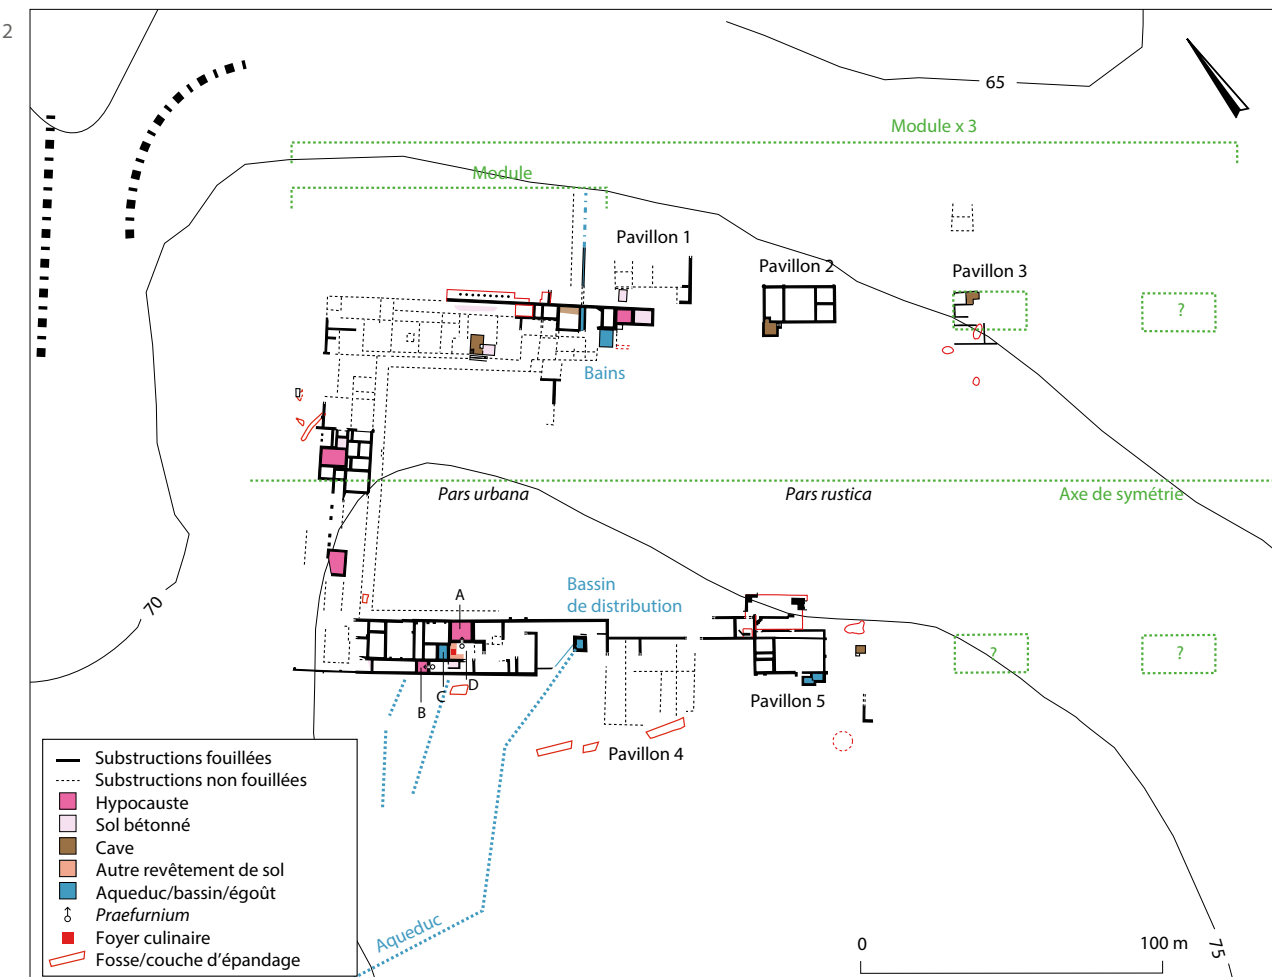 2
65
Module x 3
Module
Pavillon 1
Pavillon 2
Pavillon 3
?
Bains
Pars urbana
Pars rustica
Axe de symétrie
70
A
Bassin
de distribution
?
?
B
C
D
Pavillon 5
Pavillon 4
Substructions fouillées
Substructions non fouillées
Hypocauste
Sol bétonné
Cave
Autre revêtement de sol
Aqueduc/bassin/égoût
Praefurnium
Foyer culinaire
Fosse/couche d'épandage
Aqueduc
0
100 m
75